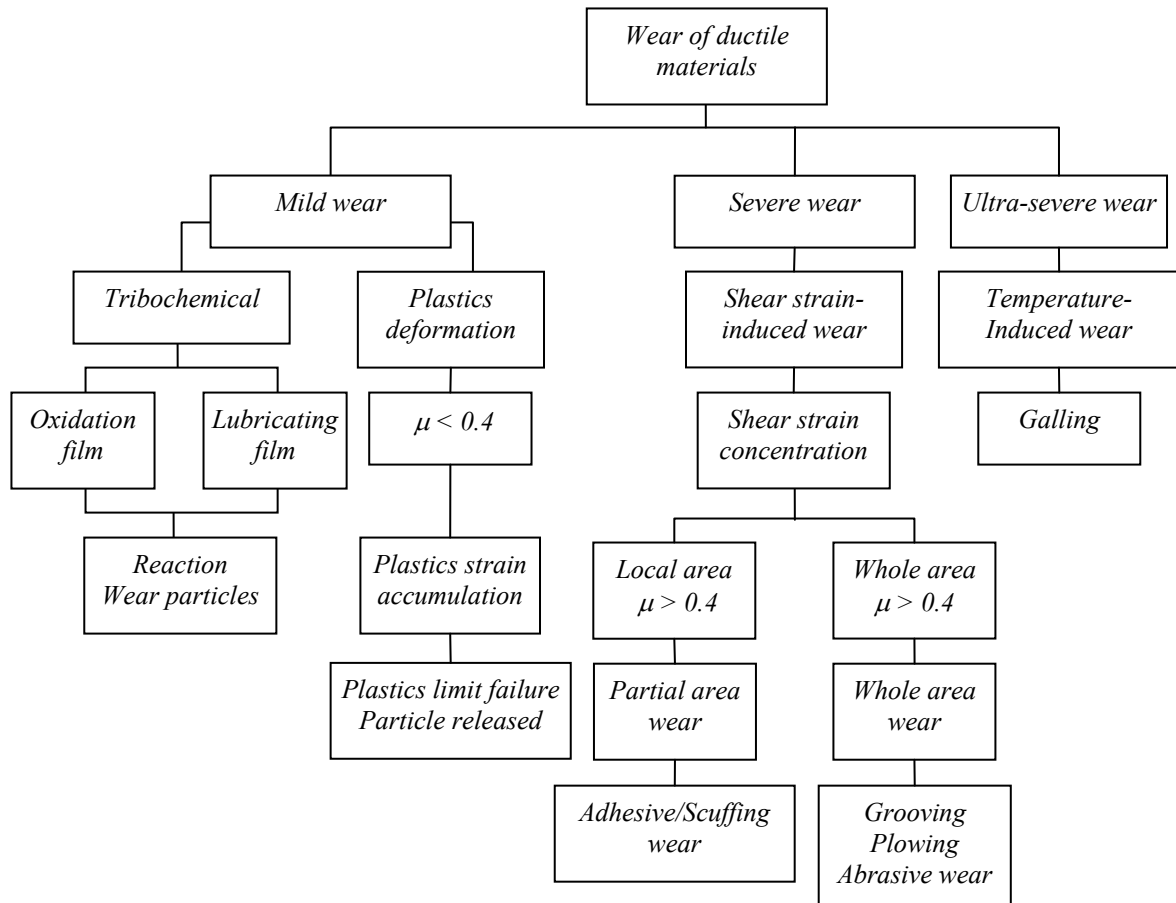 Wear of ductile
materials
Mild wear
Severe wear
Ultra-severe wear
Tribochemical
Plastics
deformation
Shear strain-
induced wear
Temperature-
Induced wear
Oxidation
film
Lubricating
film
μ < 0.4
Shear strain
concentration
Galling
Reaction
Wear particles
Plastics strain
accumulation
Local area
μ > 0.4
Whole area
μ > 0.4
Plastics limit failure
Particle released
Partial area
wear
Whole area
wear
Adhesive/Scuffing
wear
Grooving
Plowing
Abrasive wear